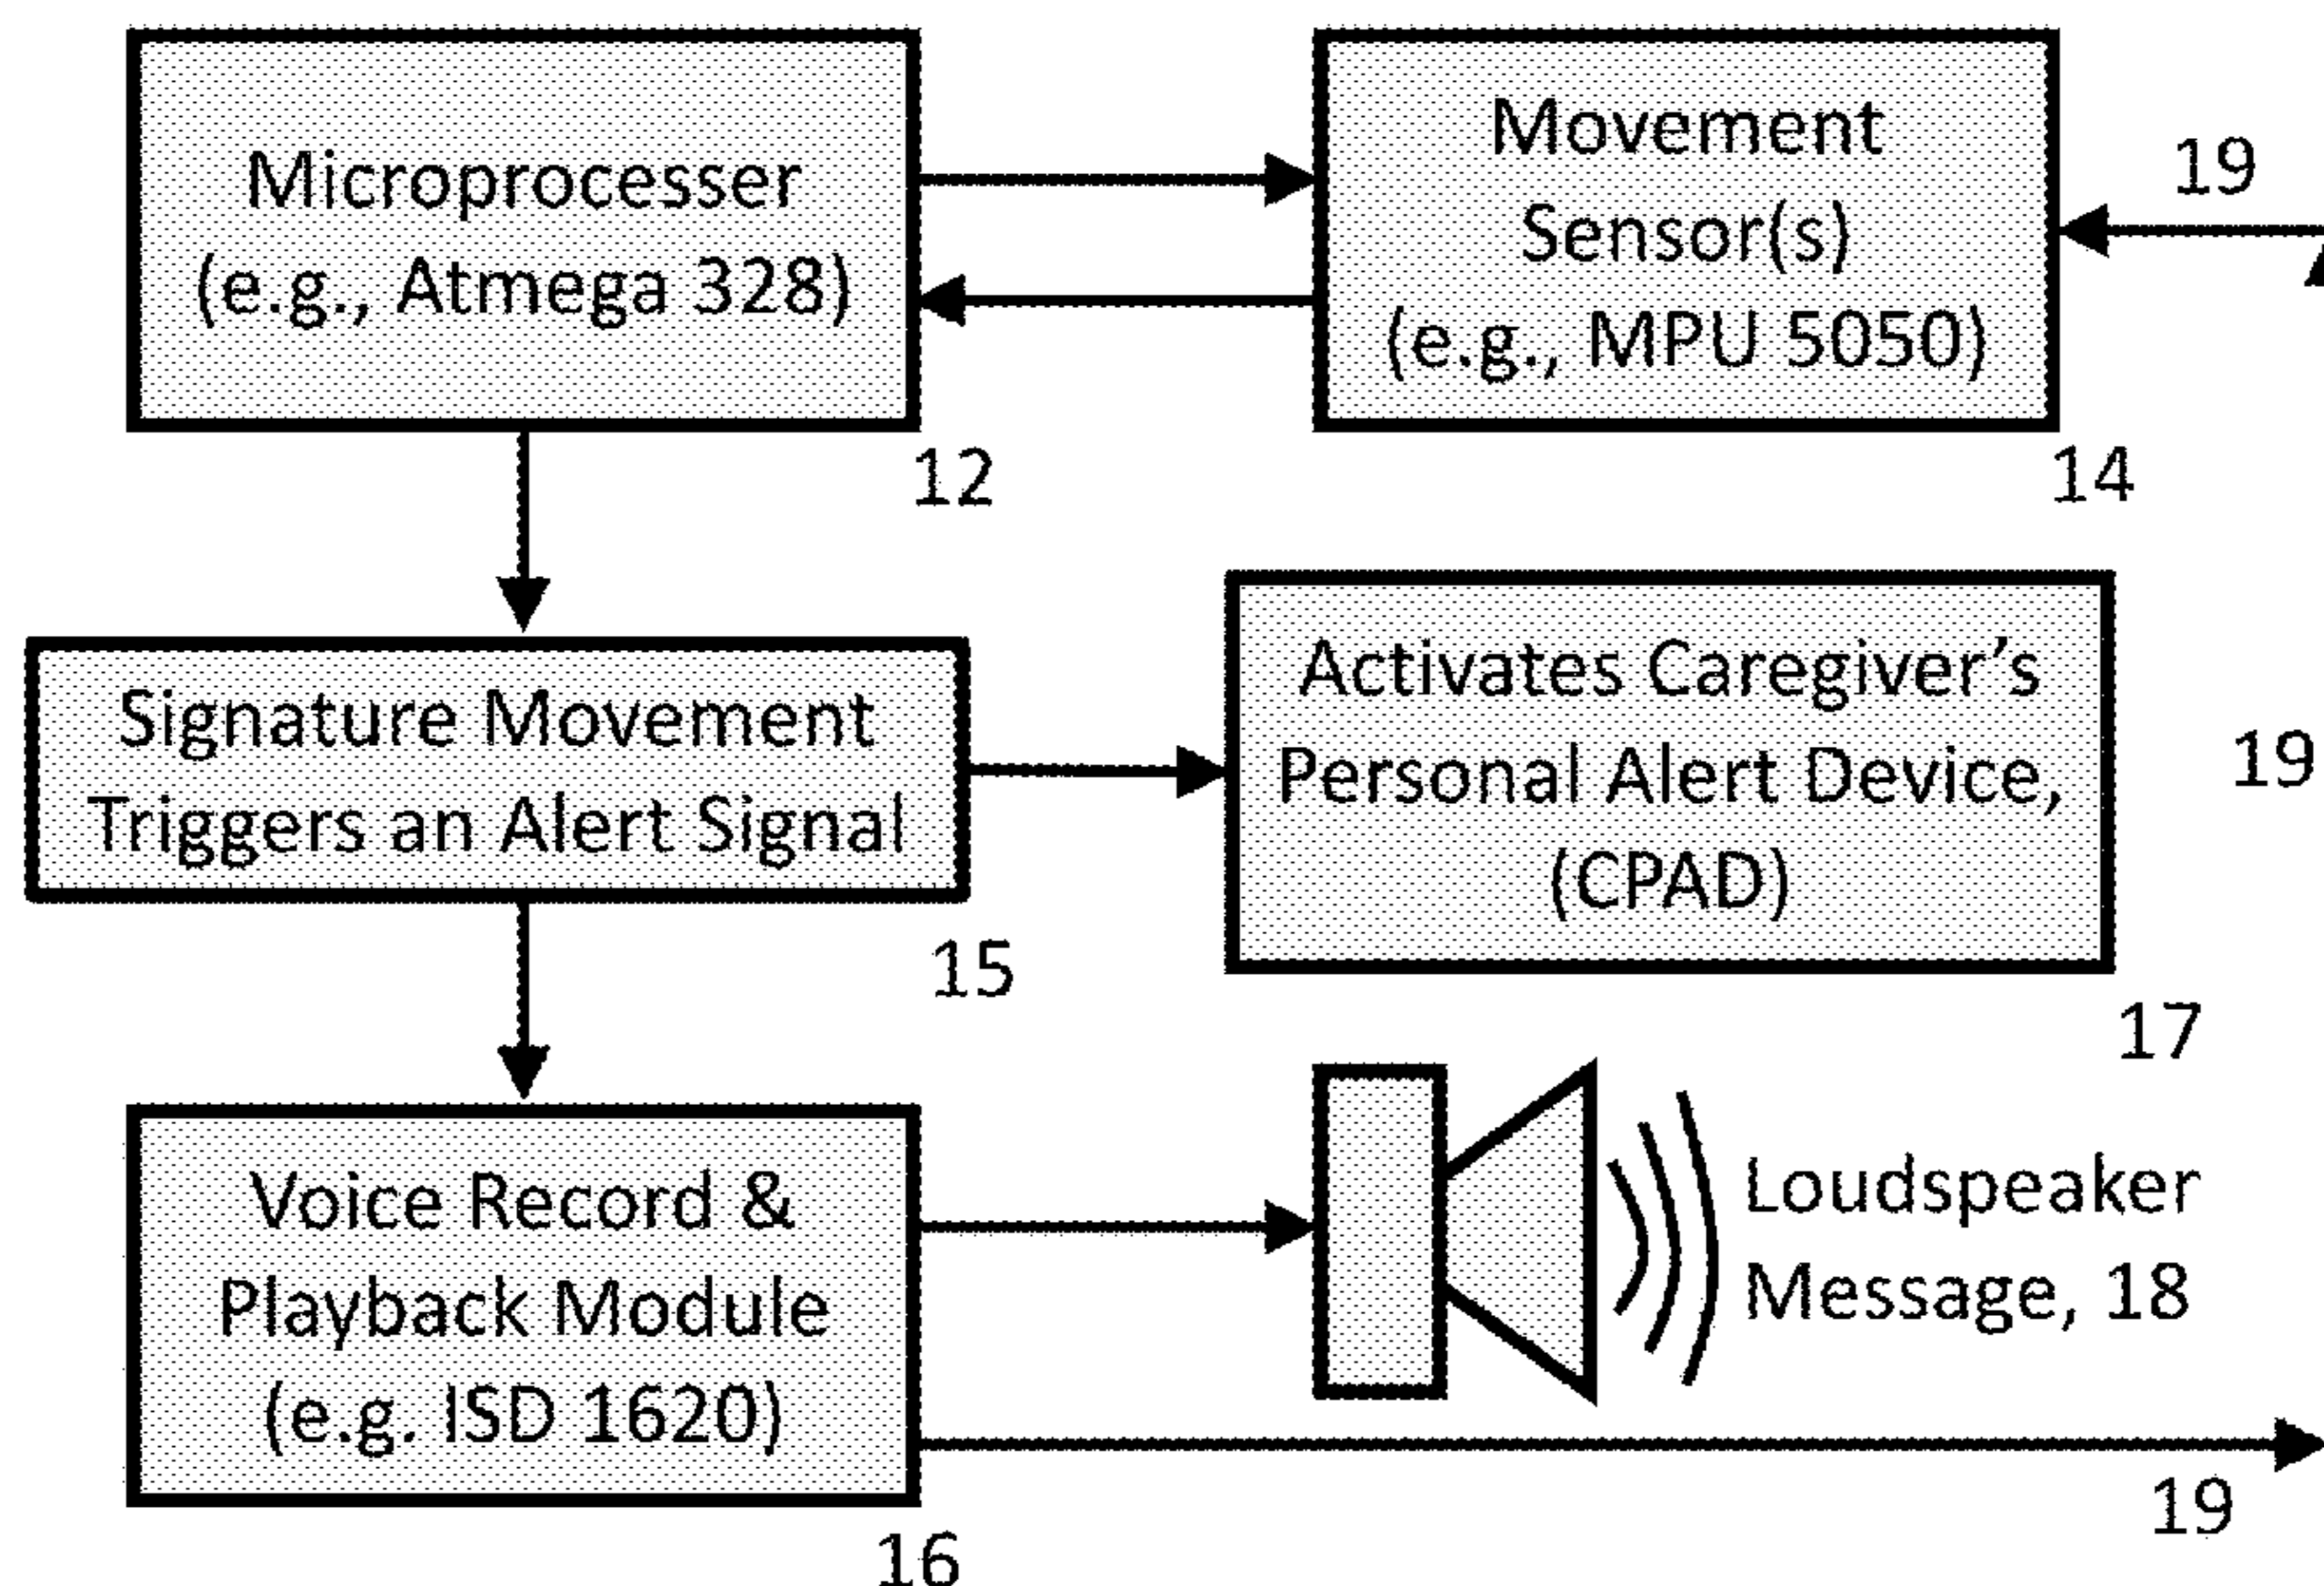 Microprocesser
(e.g., Atmega 328)
12
Movement
Sensor(s)
(e.g., MPU 5050)
14
19
Signature Movement
Triggers an Alert Signal
15
Activates Caregiver's
Personal Alert Device,
(CPAD)
17
19
Voice Record &
Playback Module
(e.g. ISD 1620)
16
Loudspeaker
Message, 18
19